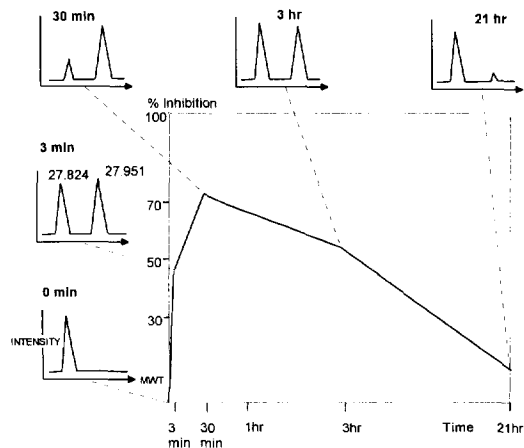 30 min
3 hr
21 hr
% Inhibition
100
3 min
27.824
27.951
70
50
0 min
30
INTENSITY
MWT
3 min
30 min
1hr
3hr
Time
21hr